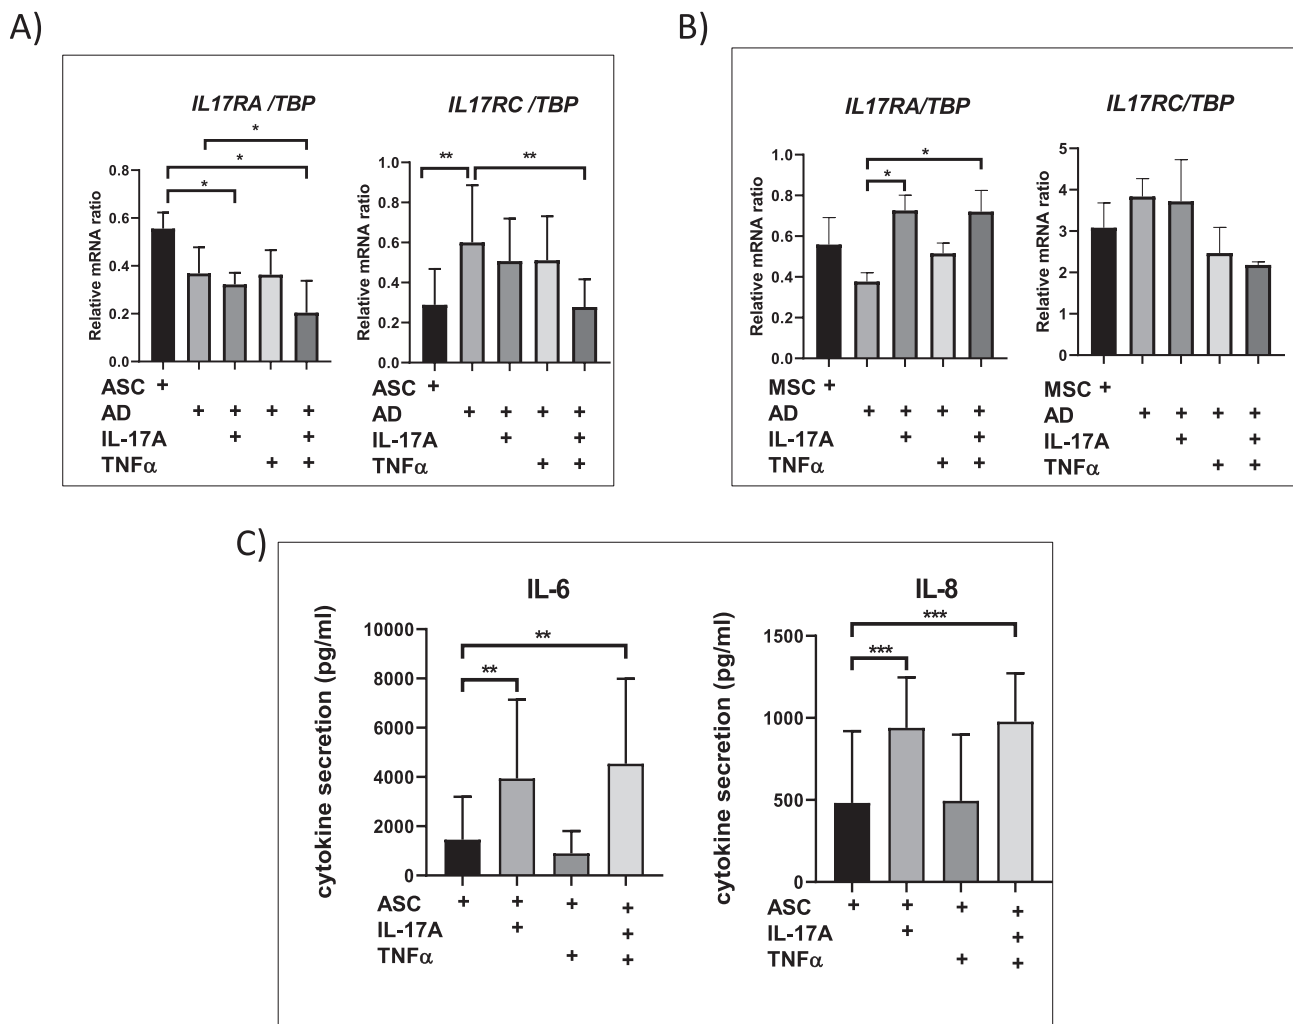 A)
IL17RA /TBP
*
*
*
Relative mRNA ratio
0.8
0.6
0.4
0.2
0.0
ASC +
AD + + + +
IL-17A + +
TNFα + +
IL17RC /TBP
** **
Relative mRNA ratio
1.0
0.8
0.6
0.4
0.2
0.0
ASC +
AD + + + +
IL-17A + +
TNFα + +
B)
IL17RA/TBP
*
*
Relative mRNA ratio
1.0
0.8
0.6
0.4
0.2
0.0
MSC +
AD + + + +
IL-17A + +
TNFα + +
IL17RC/TBP
Relative mRNA ratio
5
4
3
2
1
0
MSC +
AD + + + +
IL-17A + +
TNFα + +
C)
IL-6
**
**
cytokine secretion (pg/ml)
10000
8000
6000
4000
2000
0
ASC + + + +
IL-17A + +
TNFα + +
IL-8
***
***
cytokine secretion (pg/ml)
1500
1000
500
0
ASC + + + +
IL-17A + +
TNFα + +